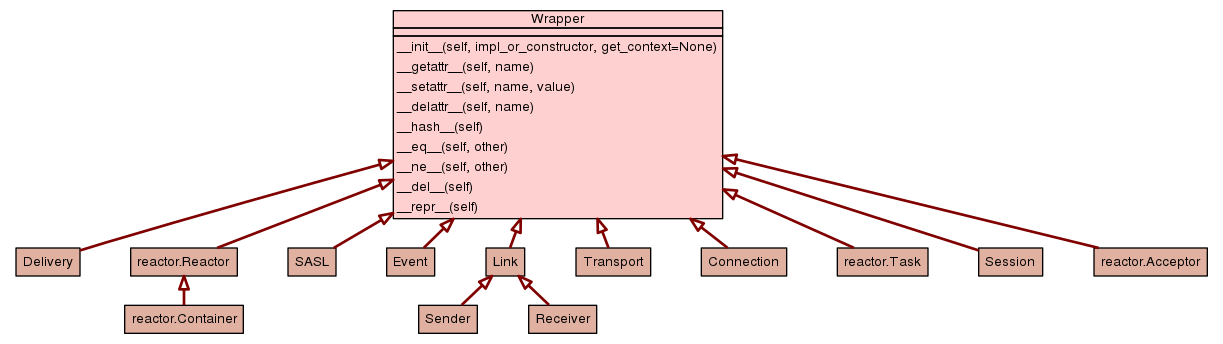 Wrapper
__init__(self, impl_or_constructor, get_context=None)
__getattr__(self, name)
__setattr__(self, name, value)
__delattr__(self, name)
__hash__(self)
__eq__(self, other)
__ne__(self, other)
__del__(self)
__repr__(self)
Delivery
reactor.Reactor
SASL
Event
Link
Transport
Connection
reactor.Task
Session
reactor.Acceptor
reactor.Container
Sender
Receiver